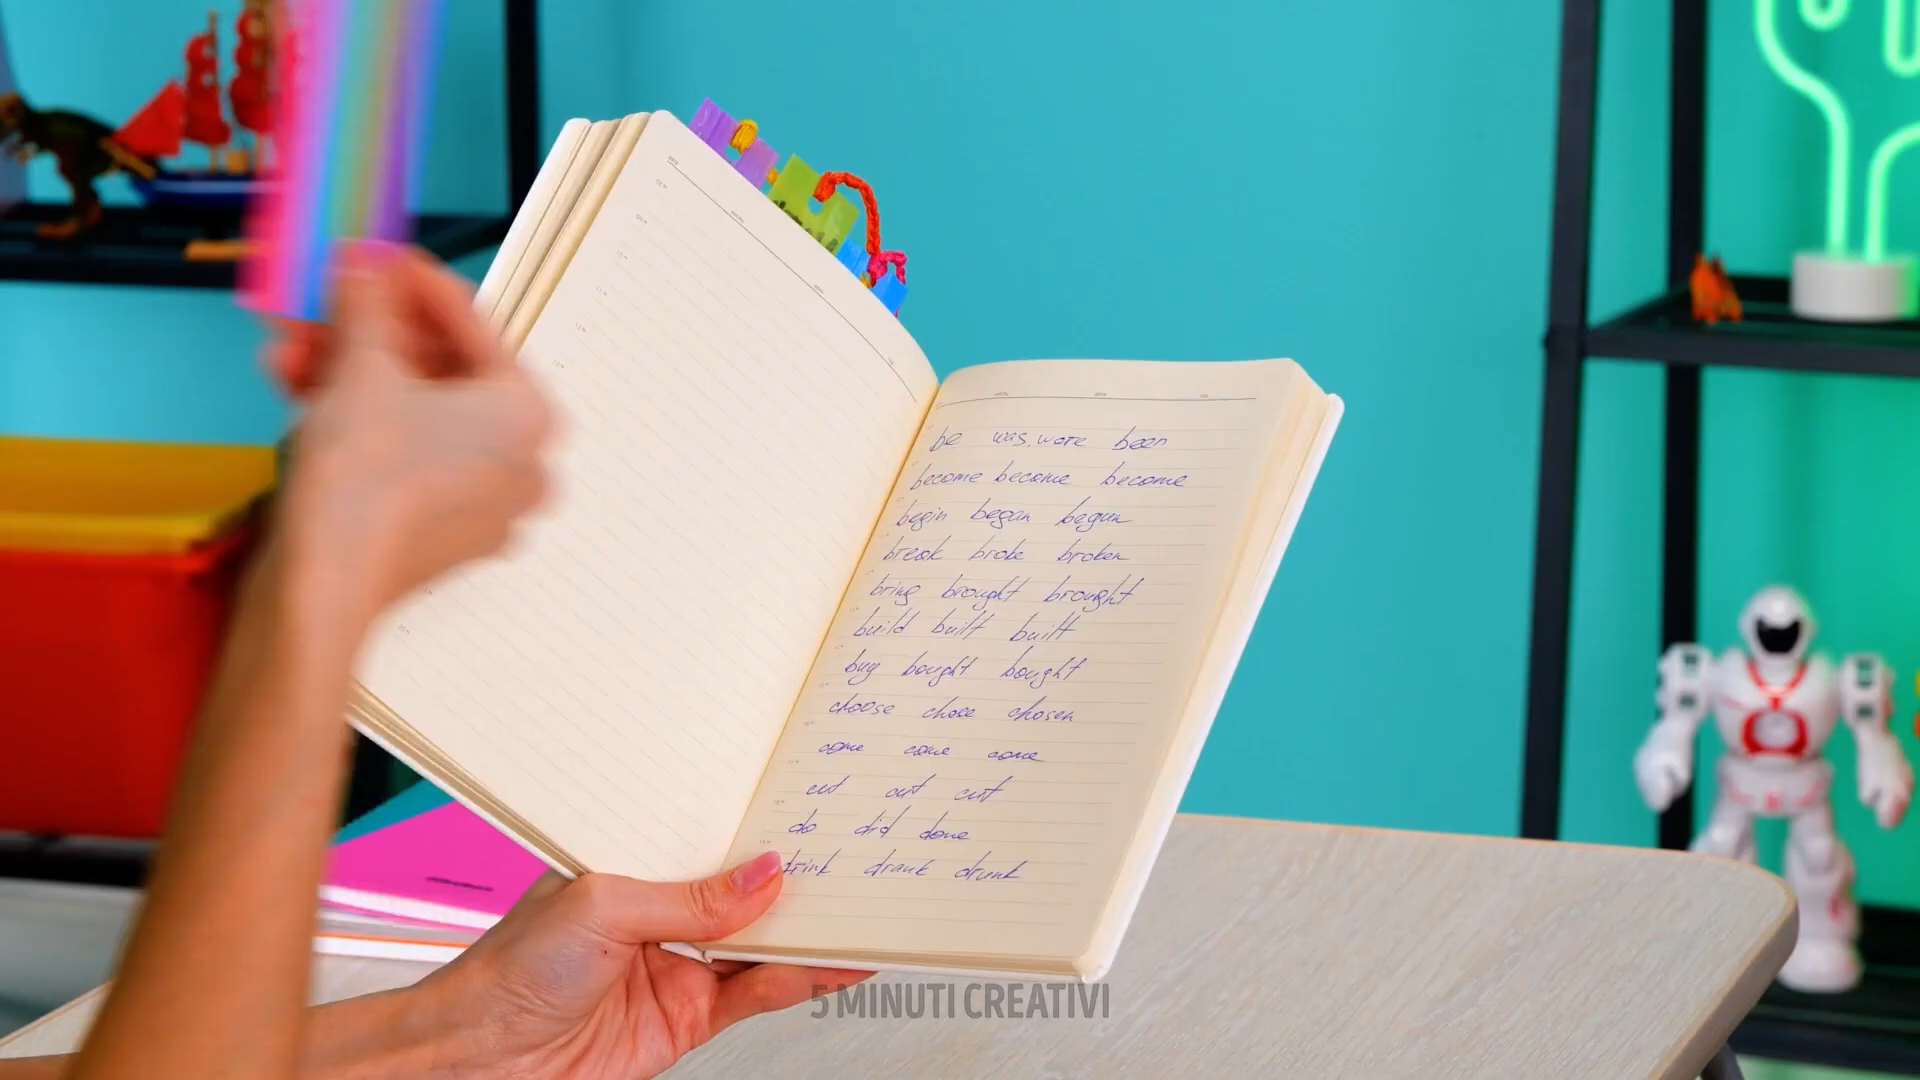 be was, were been
become became become
begin began begun
break broke broken
bring brought brought
build built built
buy bought bought
choose chose chosen
come came come
cut cut cut
do did done
drink drank drunk
5 MINUTI CREATIVI